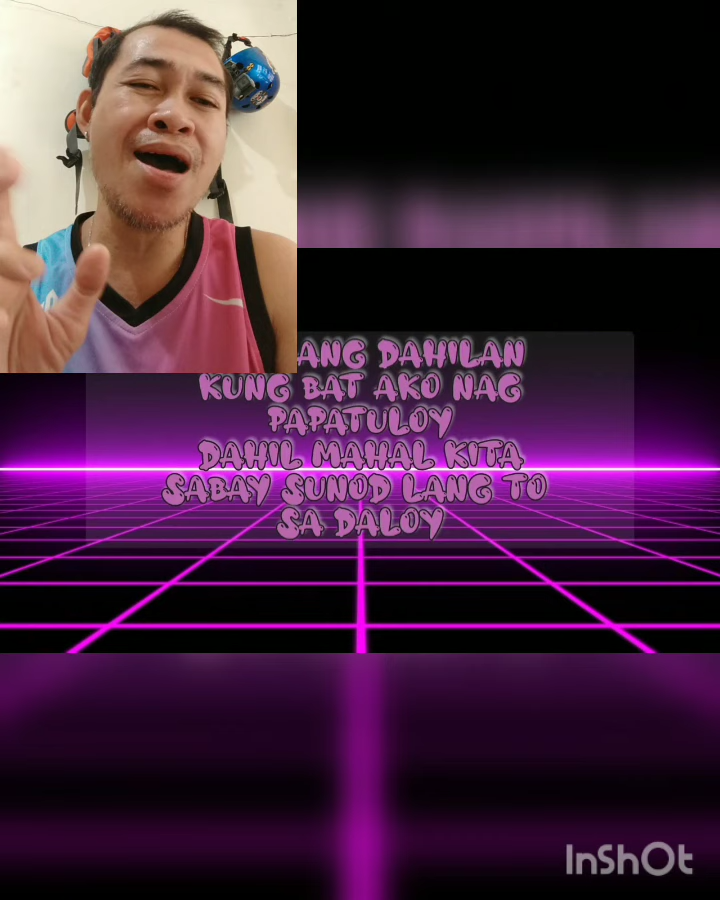 ANG DAHILAN
KUNG BAT AKO NAG
PAPATULOY
DAHIL MAHAL KITA
SABAY SUNOD LANG TO
SA DALOY
InShOt